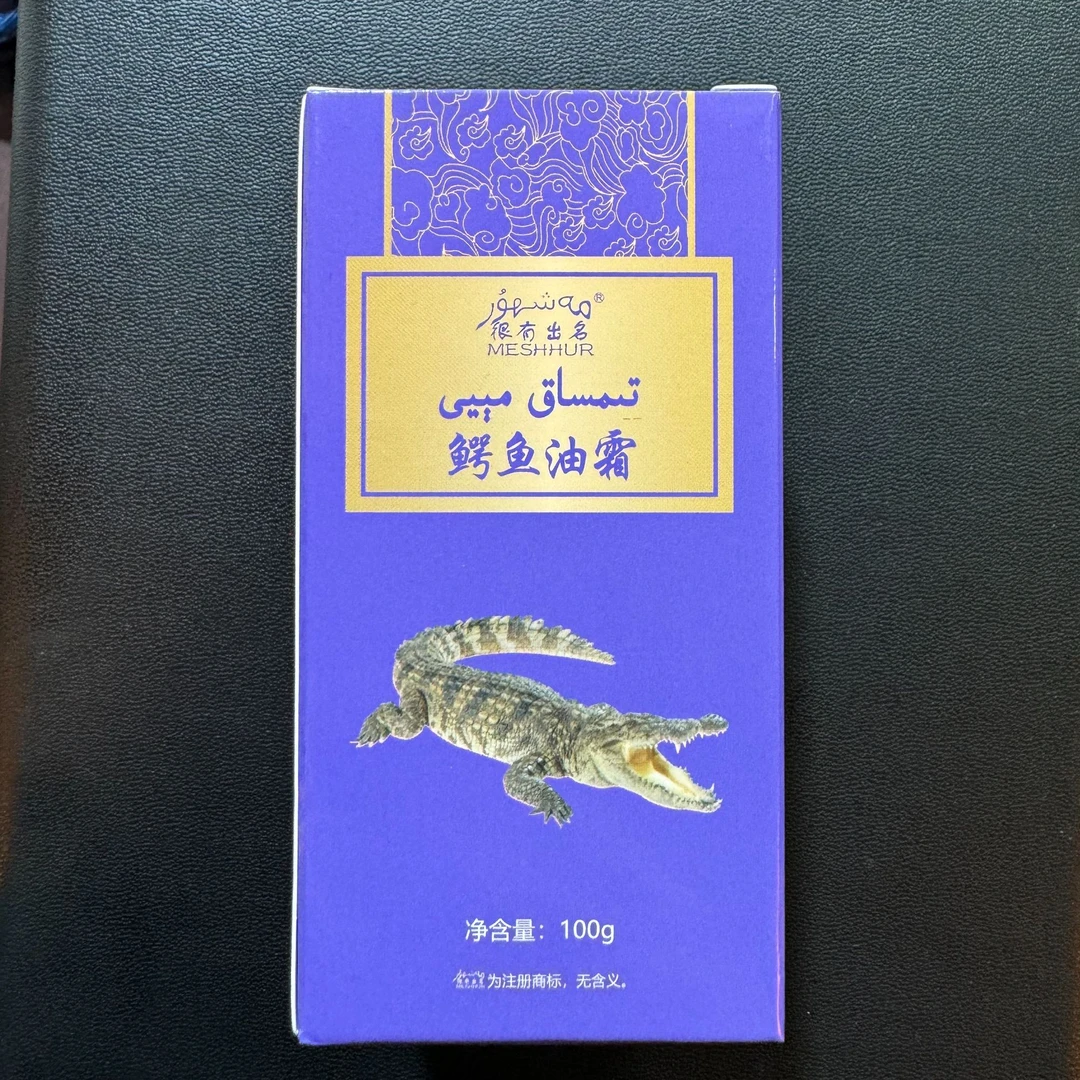 مەشھۇر®
很有出名
MESHHUR
تىمساق مېيى
鳄鱼油霜
净含量：100g
为注册商标，无含义。